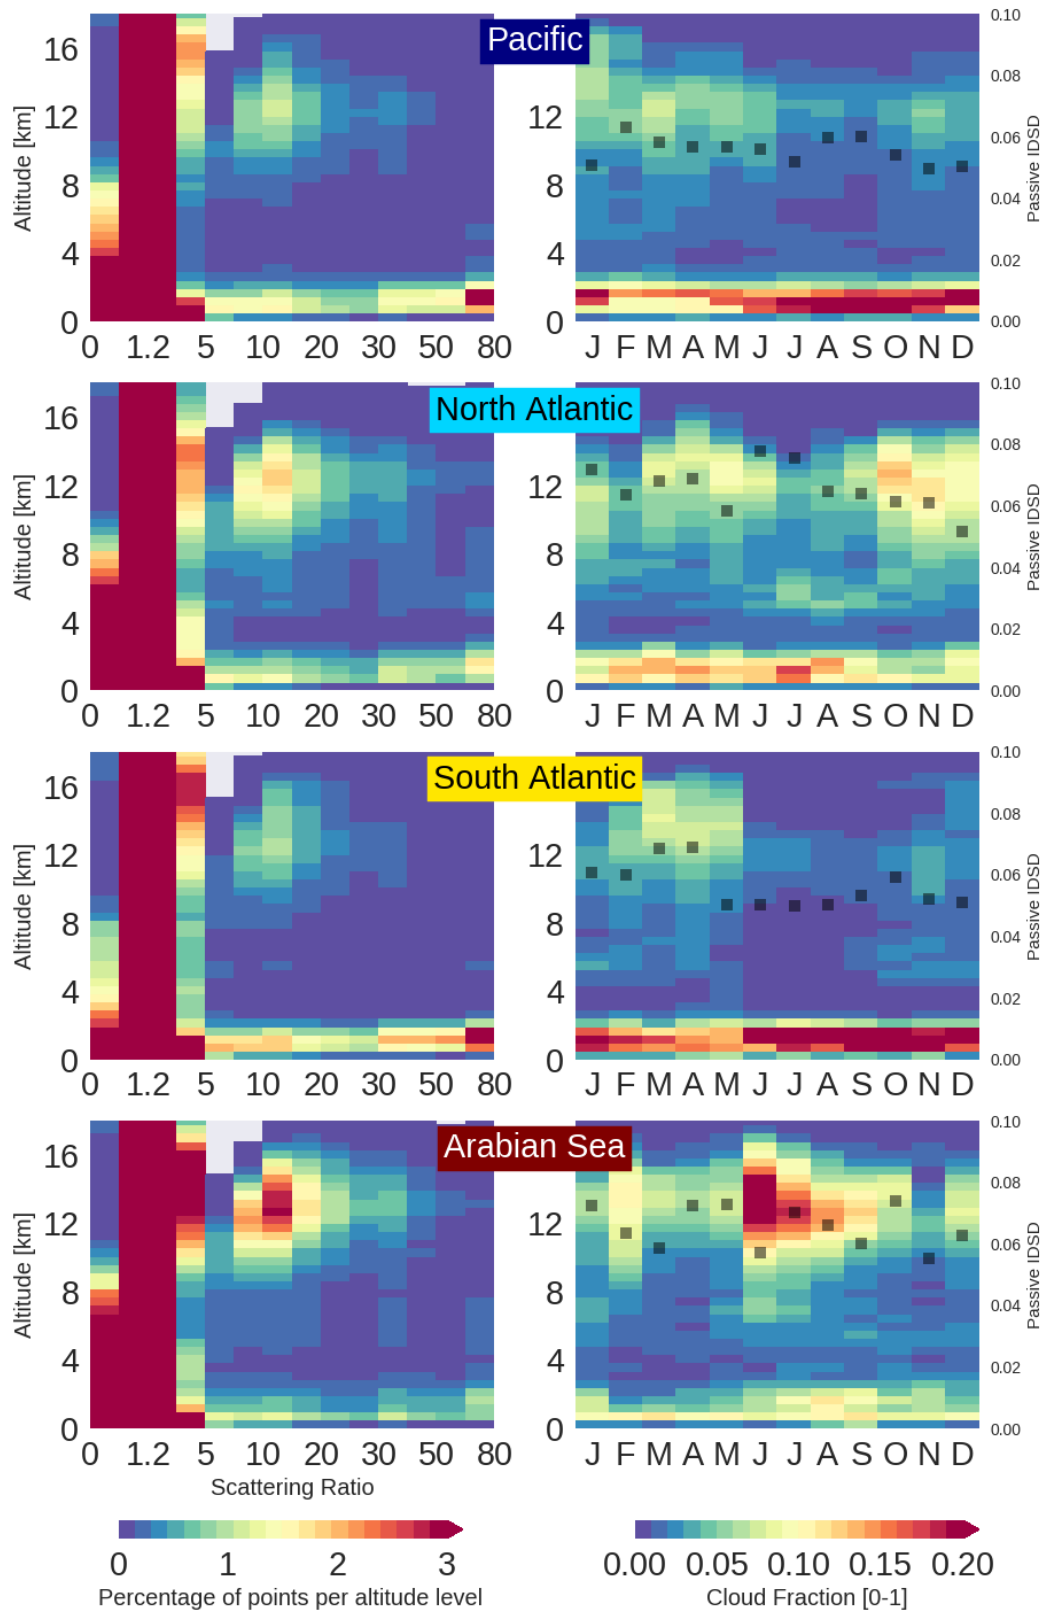 Pacific
16
12
8
4
0
Altitude [km]
0 1.2 5 10 20 30 50 80
12
8
4
0
J F M A M J J A S O N D
0.10
0.08
0.06
0.04
0.02
0.00
Passive IDSD
North Atlantic
16
12
8
4
0
Altitude [km]
0 1.2 5 10 20 30 50 80
12
8
4
0
J F M A M J J A S O N D
0.10
0.08
0.06
0.04
0.02
0.00
Passive IDSD
South Atlantic
16
12
8
4
0
Altitude [km]
0 1.2 5 10 20 30 50 80
12
8
4
0
J F M A M J J A S O N D
0.10
0.08
0.06
0.04
0.02
0.00
Passive IDSD
Arabian Sea
16
12
8
4
0
Altitude [km]
0 1.2 5 10 20 30 50 80
Scattering Ratio
12
8
4
0
J F M A M J J A S O N D
0.10
0.08
0.06
0.04
0.02
0.00
Passive IDSD
0 1 2 3
Percentage of points per altitude level
0.00 0.05 0.10 0.15 0.20
Cloud Fraction [0-1]